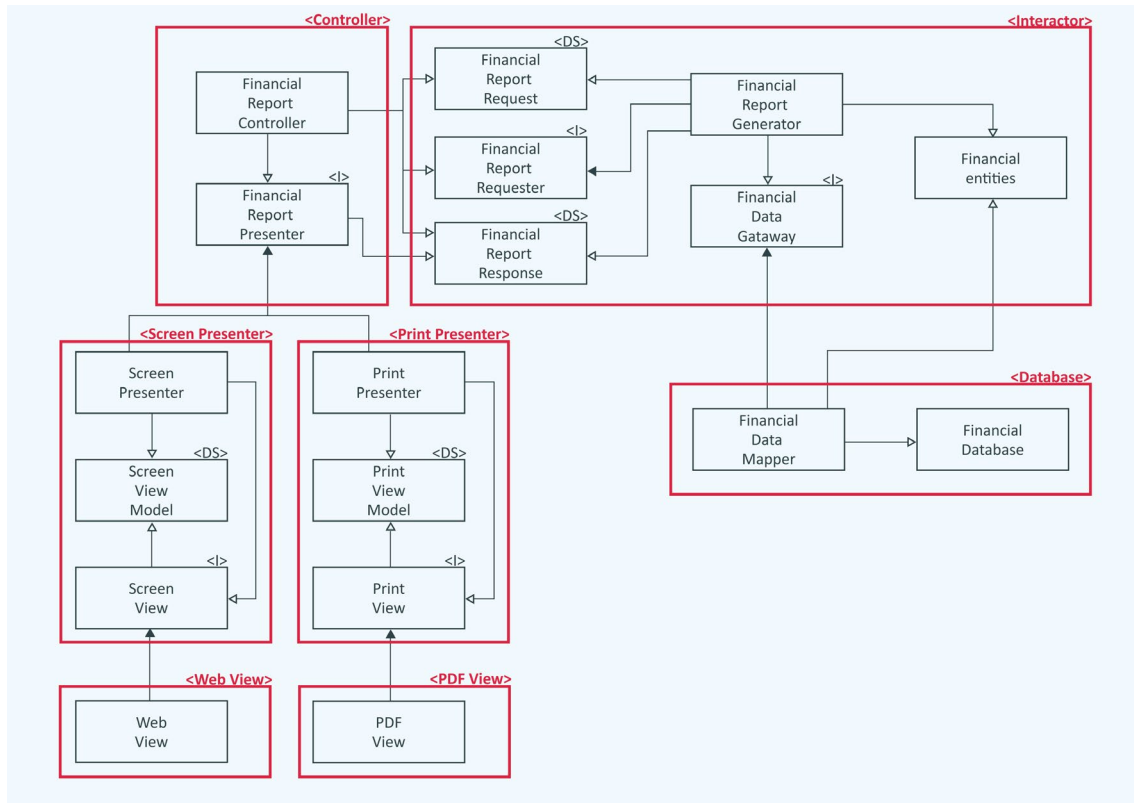 <Controller>
<Interactor>
Financial
Report
Controller
<I>
Financial
Report
Presenter
<DS>
Financial
Report
Request
<I>
Financial
Report
Requester
<DS>
Financial
Report
Response
Financial
Report
Generator
<I>
Financial
Data
Gataway
Financial
entities
<Screen Presenter>
Screen
Presenter
<DS>
Screen
View
Model
<I>
Screen
View
<Print Presenter>
Print
Presenter
<DS>
Print
View
Model
<I>
Print
View
<Database>
Financial
Data
Mapper
Financial
Database
<Web View>
Web
View
<PDF View>
PDF
View